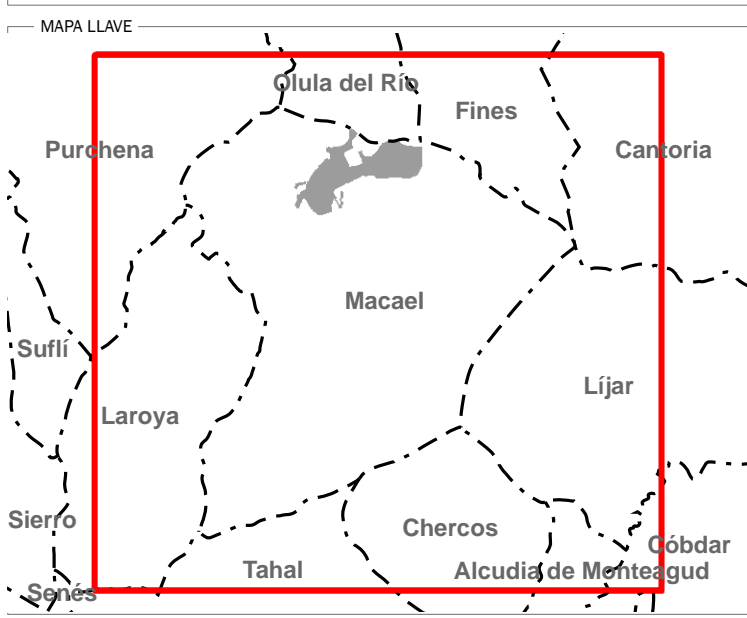 MAPA LLAVE
Olula del Río
Fines
Purchena
Cantoria
Macael
Suflí
Líjar
Laroya
Sierro
Chercos
Cóbdar
Tahal
Alcudia de Monteagud
Senés